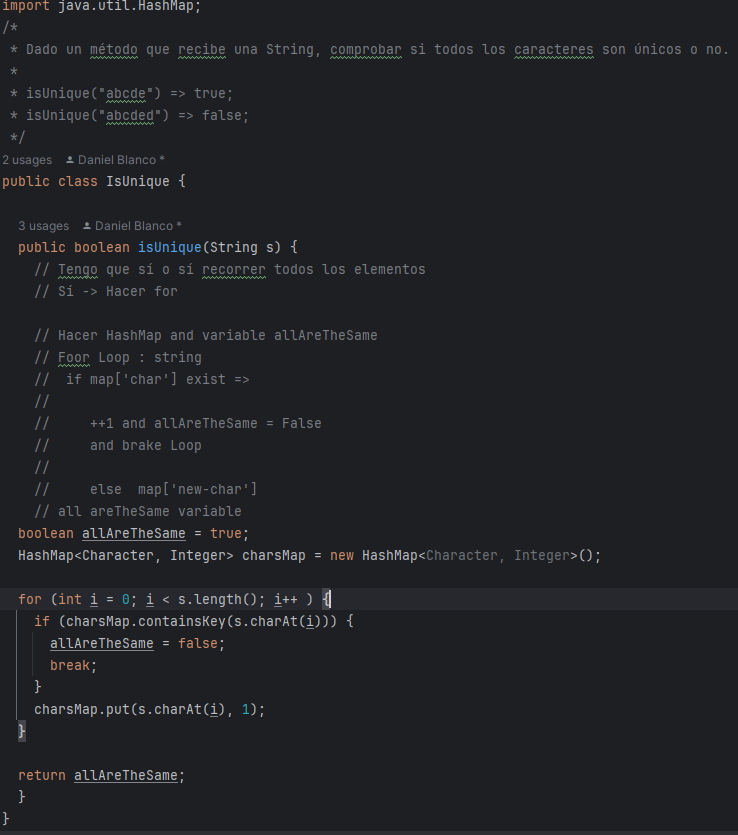 import java.util.HashMap;
/*
 * Dado un método que recibe una String, comprobar si todos los caracteres son únicos o no.
 *
 * isUnique("abcde") => true;
 * isUnique("abcded") => false;
 */
2 usages Daniel Blanco *
public class IsUnique {
3 usages Daniel Blanco *
public boolean isUnique(String s) {
// Tengo que sí o sí recorrer todos los elementos
// Sí -> Hacer for
// Hacer HashMap and variable allAreTheSame
// Foor Loop : string
//  if map['char'] exist =>
//
//     ++1 and allAreTheSame = False
//     and brake Loop
//
//     else  map['new-char']
// all areTheSame variable
boolean allAreTheSame = true;
HashMap<Character, Integer> charsMap = new HashMap<Character, Integer>();
for (int i = 0; i < s.length(); i++ ) {
if (charsMap.containsKey(s.charAt(i))) {
allAreTheSame = false;
break;
}
charsMap.put(s.charAt(i), 1);
}
return allAreTheSame;
}
}